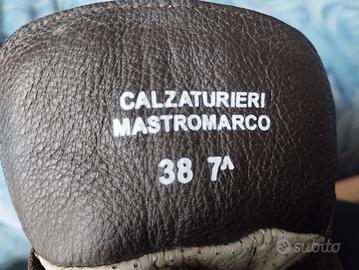 CALZATURIERI
MASTROMARCO
38 7^
subito